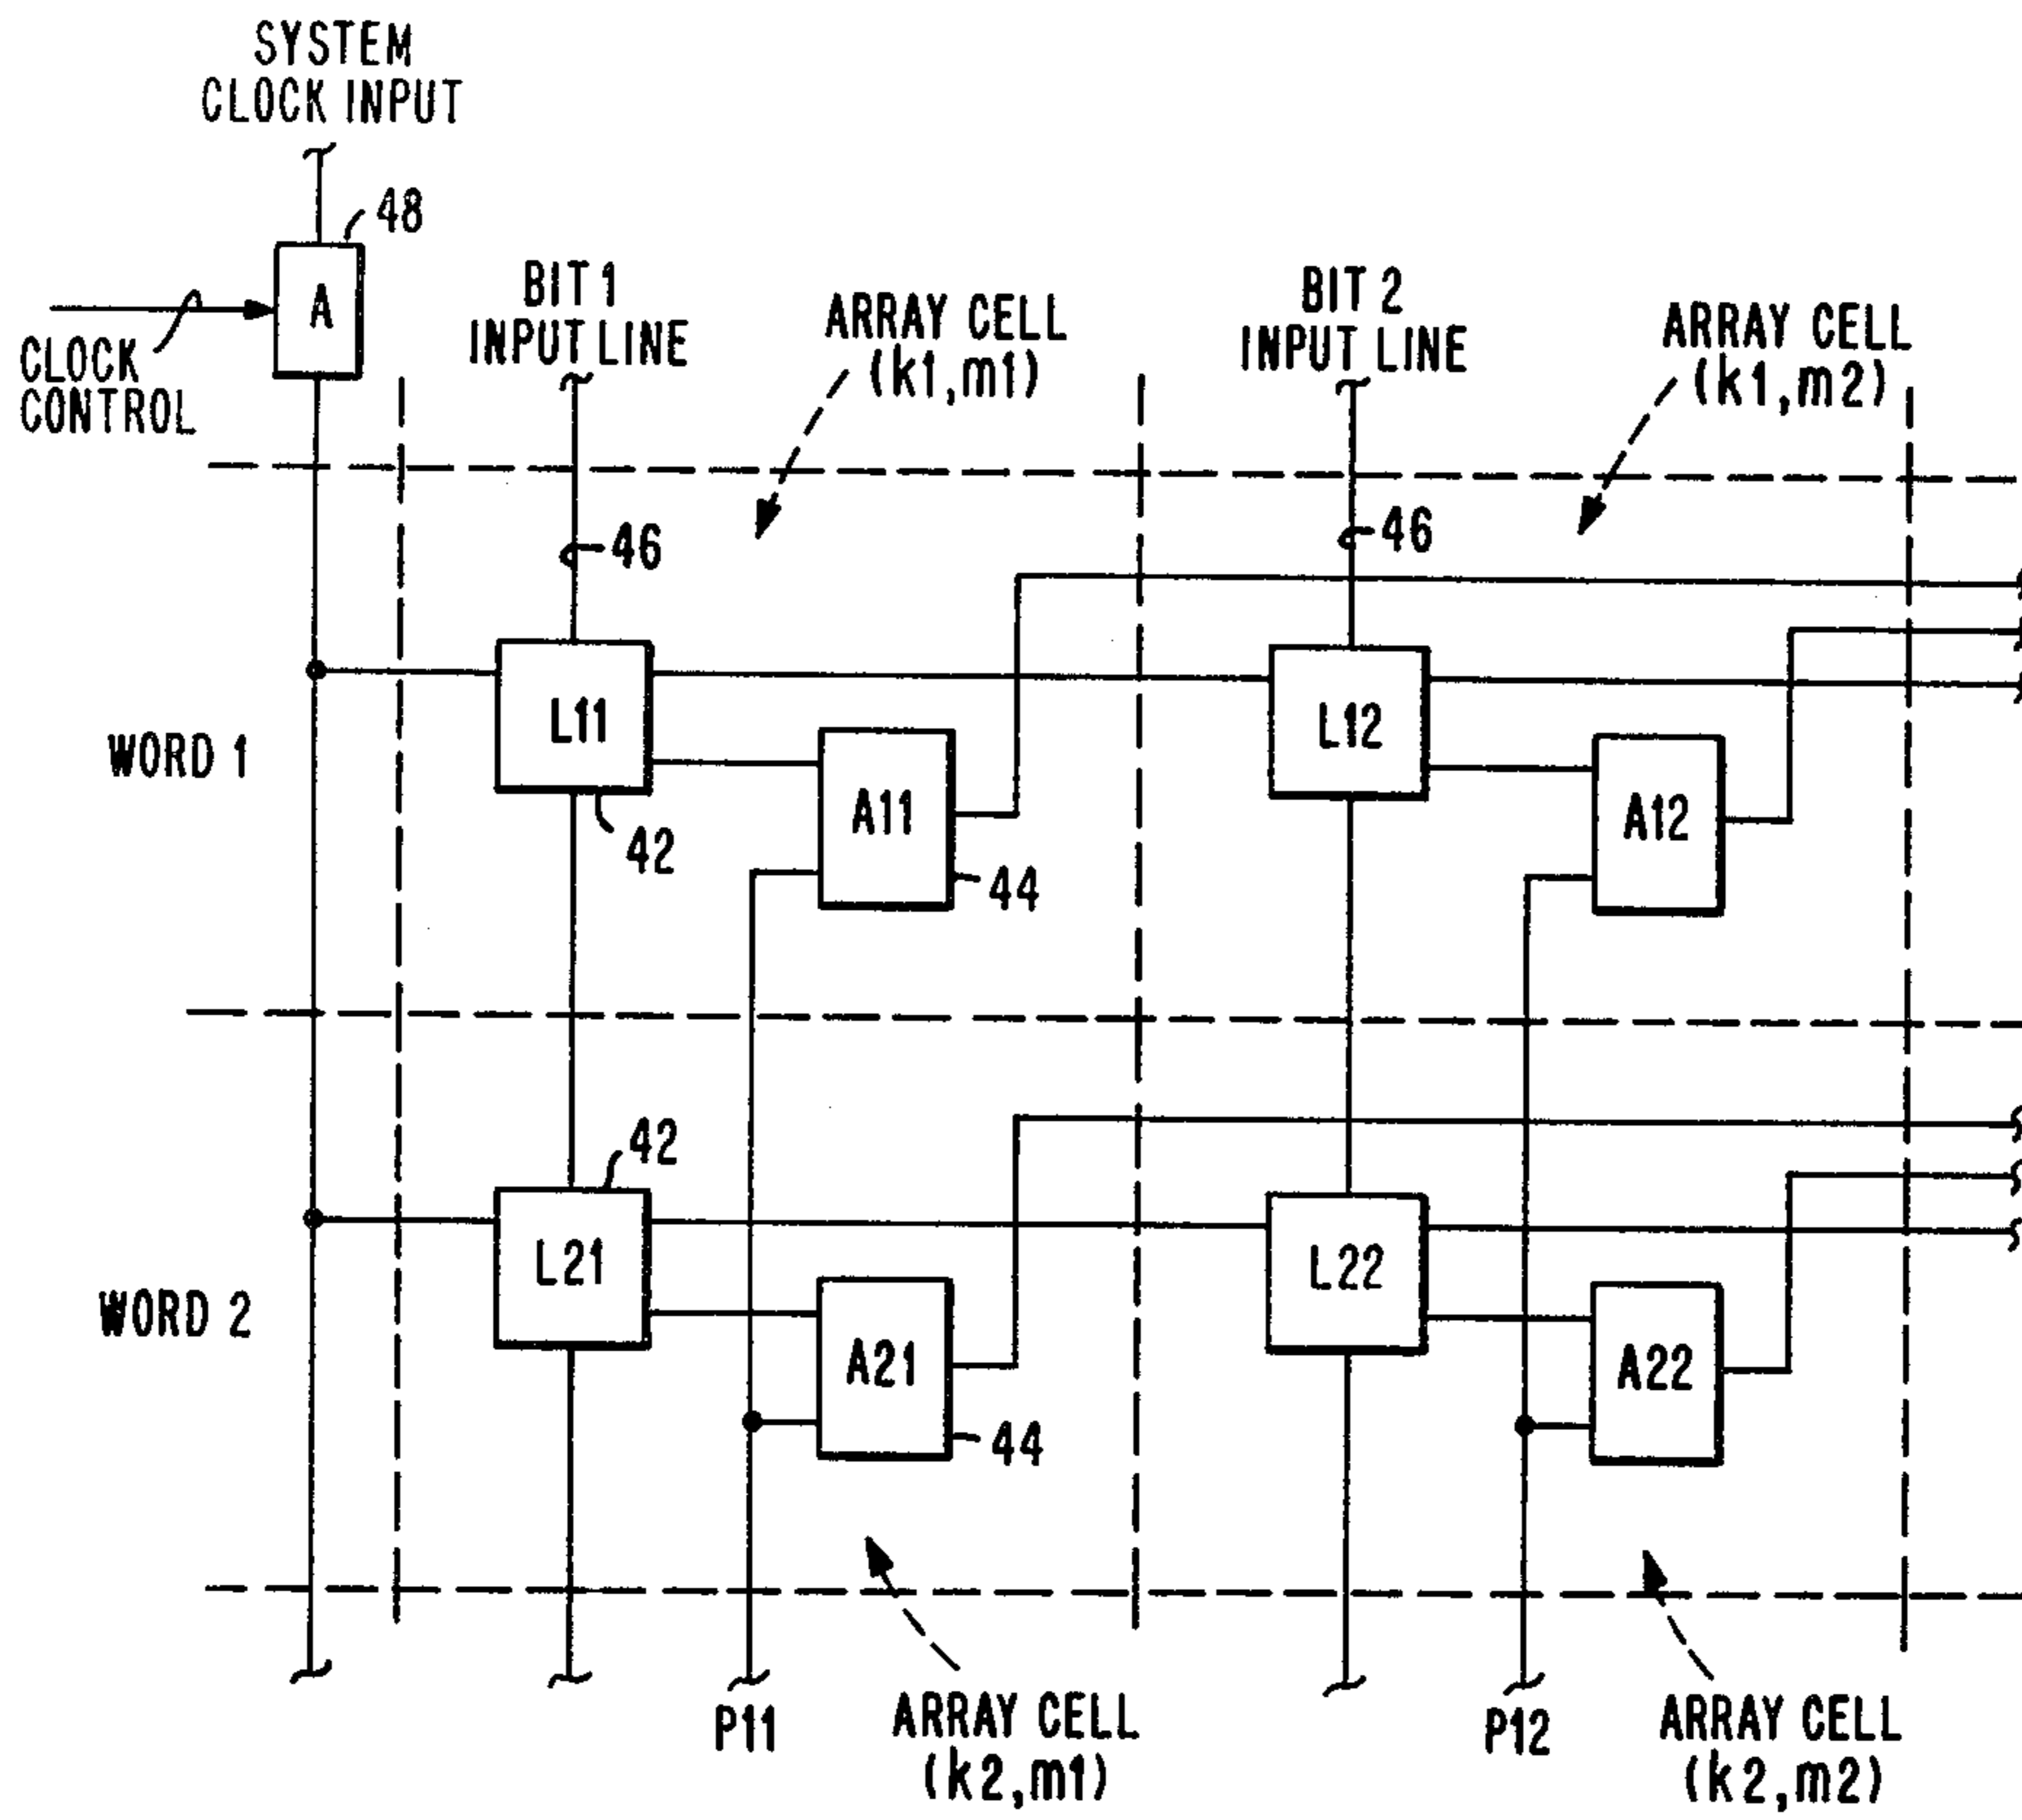 SYSTEM
CLOCK INPUT
48
A
CLOCK
CONTROL
BIT 1
INPUT LINE
ARRAY CELL
(k1,m1)
BIT 2
INPUT LINE
ARRAY CELL
(k1,m2)
46
46
WORD 1
L11
42
A11
44
L12
A12
WORD 2
42
L21
A21
44
L22
A22
P11
ARRAY CELL
(k2,m1)
P12
ARRAY CELL
(k2,m2)